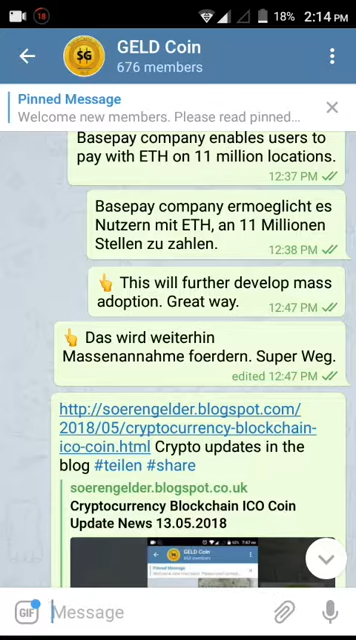 18
18% 2:14 PM
$G
GELD Coin
676 members
Pinned Message
Welcome new members. Please read pinned...
Basepay company enables users to
pay with ETH on 11 million locations.
12:37 PM
Basepay company ermoeglicht es
Nutzern mit ETH, an 11 Millionen
Stellen zu zahlen.
12:38 PM
This will further develop mass
adoption. Great way.
12:47 PM
Das wird weiterhin
Massenannahme foerdern. Super Weg.
edited 12:47 PM
http://soerengelder.blogspot.com/
2018/05/cryptocurrency-blockchain-
ico-coin.html Crypto updates in the
blog #teilen #share
soerengelder.blogspot.co.uk
Cryptocurrency Blockchain ICO Coin
Update News 13.05.2018
GELD Coin
Pinned Message
GIF
Message